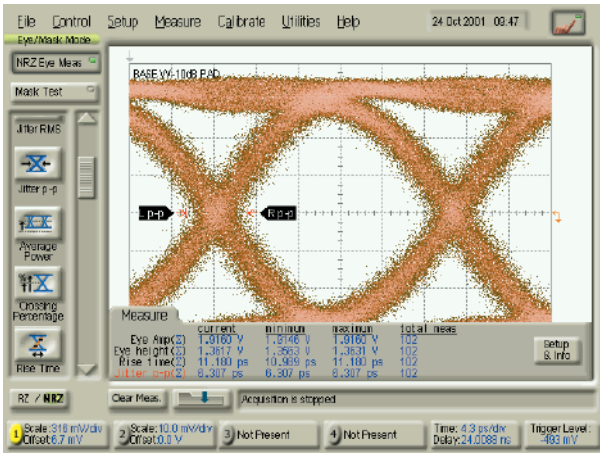 File Control Setup Measure Calibrate Utilities Help 24 Oct 2001 09:47
Eye/Mask Mode
NRZ Eye Meas
Mask Test
BASE W-10dB PAD
Jitter RMS
Jitter p-p
L p-p
R p-p
Average
Power
Crossing
Percentage
Rise Time
Measure
current minimum maximum total meas
Eye Amp(2) 1.9160 V 1.9146 V 1.9160 V 102
Eye height(2) 1.3617 V 1.3631 V 102
Rise time(2) 11.180 ps 10.989 ps 11.180 ps 102
Jitter p-p(2) 6.307 ps 6.307 ps 6.307 ps 102
Setup
& Info
RZ / NRZ
Clear Meas.
Acquisition is stopped
1 Scale:316 mV/div
Offset:6.7 mV
2 Scale:10.0 mV/div
Offset:0.0 V
3 Not Present
4 Not Present
Time: 4.3 ps/div
Delay:24.0088 ns
Trigger Level:
-493 mV